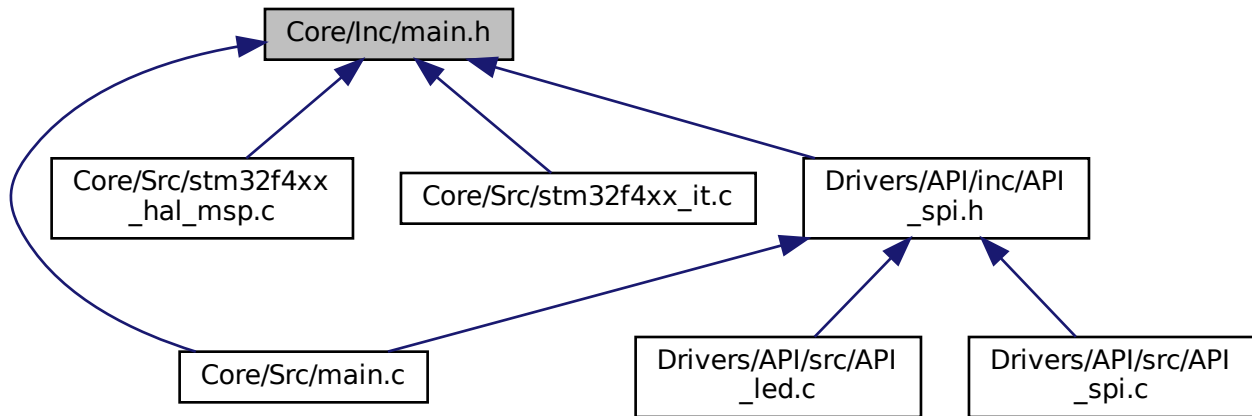 Core/Inc/main.h
Core/Src/stm32f4xx
_hal_msp.c
Core/Src/stm32f4xx_it.c
Drivers/API/inc/API
_spi.h
Core/Src/main.c
Drivers/API/src/API
_led.c
Drivers/API/src/API
_spi.c